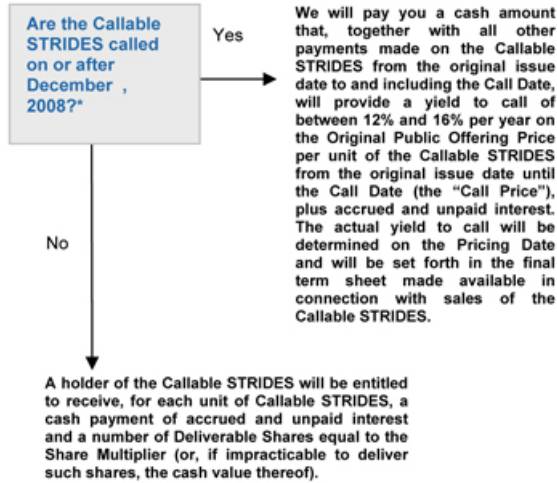 Are the Callable
STRIDES called
on or after
December ,
2008?*
Yes
We will pay you a cash amount
that, together with all other
payments made on the Callable
STRIDES from the original issue
date to and including the Call Date,
will provide a yield to call of
between 12% and 16% per year on
the Original Public Offering Price
per unit of the Callable STRIDES
from the original issue date until
the Call Date (the “Call Price”),
plus accrued and unpaid interest.
The actual yield to call will be
determined on the Pricing Date
and will be set forth in the final
term sheet made available in
connection with sales of the
Callable STRIDES.
No
A holder of the Callable STRIDES will be entitled
to receive, for each unit of Callable STRIDES, a
cash payment of accrued and unpaid interest
and a number of Deliverable Shares equal to the
Share Multiplier (or, if impracticable to deliver
such shares, the cash value thereof).